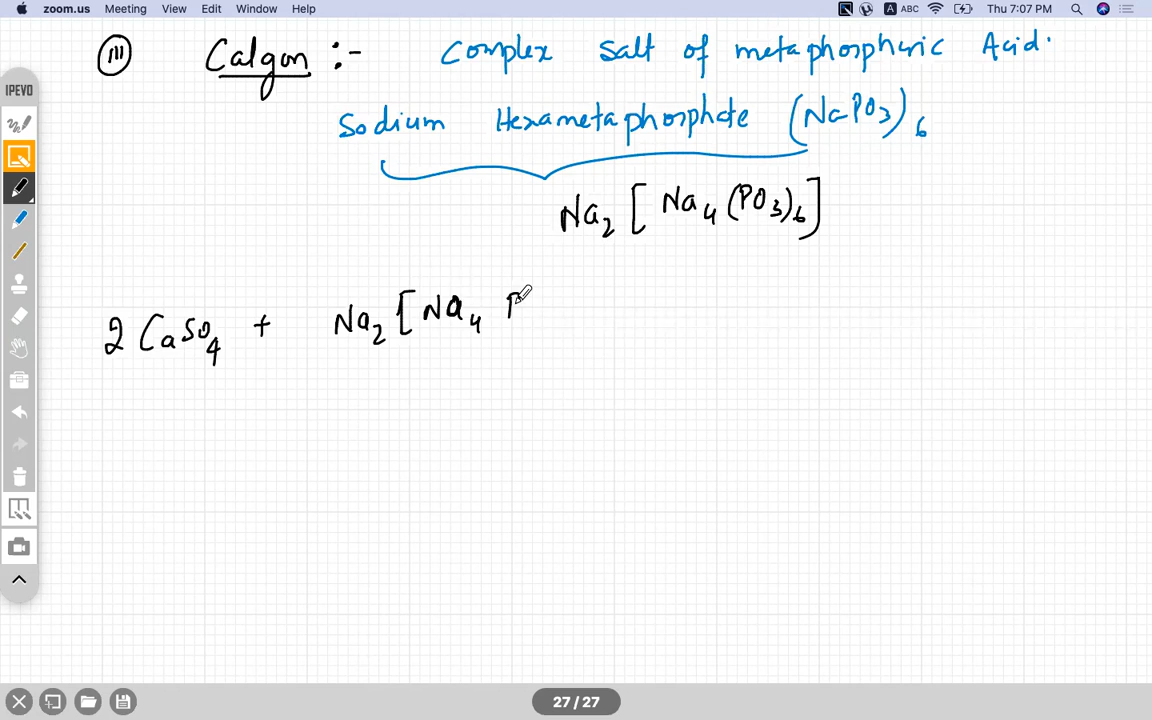 zoom.us Meeting View Edit Window Help A ABC Thu 7:07 PM
IPEVO
III Calgon :- Complex Salt of metaphosphoric Acid.
Sodium Hexametaphosphate (NaPO3)6
Na2 [Na4 (PO3)6]
2 CaSO4 + Na2 [Na4 P
27/27